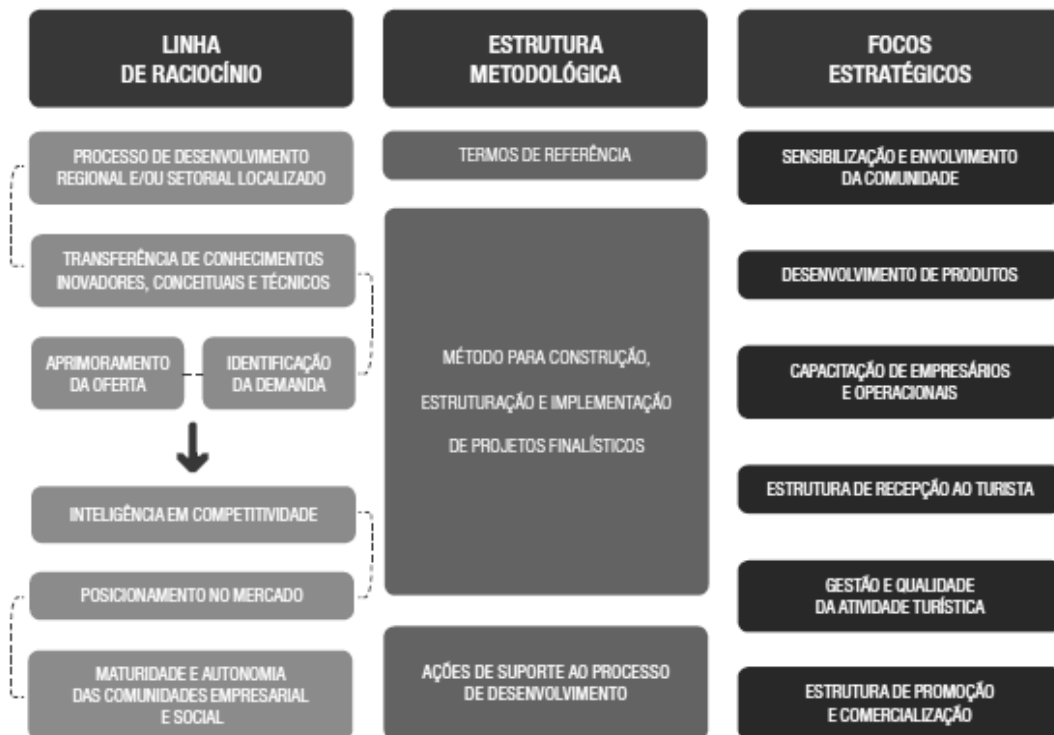 LINHA
DE RACIOCÍNIO
PROCESSO DE DESENVOLVIMENTO
REGIONAL E/OU SETORIAL LOCALIZADO
TRANSFERÊNCIA DE CONHECIMENTOS
INOVADORES, CONCEITUAIS E TÉCNICOS
APRIMORAMENTO
DA OFERTA
IDENTIFICAÇÃO
DA DEMANDA
INTELIGÊNCIA EM COMPETITIVIDADE
POSICIONAMENTO NO MERCADO
MATURIDADE E AUTONOMIA
DAS COMUNIDADES EMPRESARIAL
E SOCIAL
ESTRUTURA
METODOLÓGICA
TERMOS DE REFERÊNCIA
MÉTODO PARA CONSTRUÇÃO,
ESTRUTURAÇÃO E IMPLEMENTAÇÃO
DE PROJETOS FINALÍSTICOS
AÇÕES DE SUPORTE AO PROCESSO
DE DESENVOLVIMENTO
FOCOS
ESTRATÉGICOS
SENSIBILIZAÇÃO E ENVOLVIMENTO
DA COMUNIDADE
DESENVOLVIMENTO DE PRODUTOS
CAPACITAÇÃO DE EMPRESÁRIOS
E OPERACIONAIS
ESTRUTURA DE RECEPÇÃO AO TURISTA
GESTÃO E QUALIDADE
DA ATIVIDADE TURÍSTICA
ESTRUTURA DE PROMOÇÃO
E COMERCIALIZAÇÃO